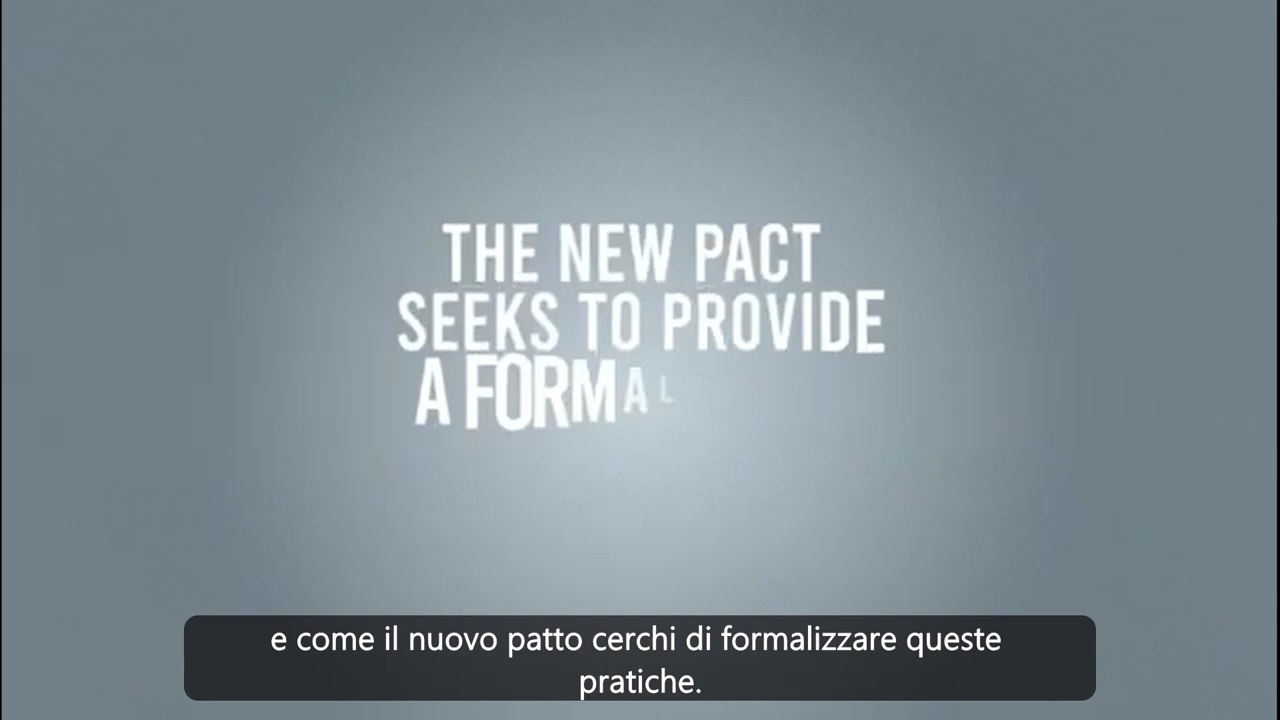 THE NEW PACT
SEEKS TO PROVIDE
A FORMAL
e come il nuovo patto cerchi di formalizzare queste
pratiche.